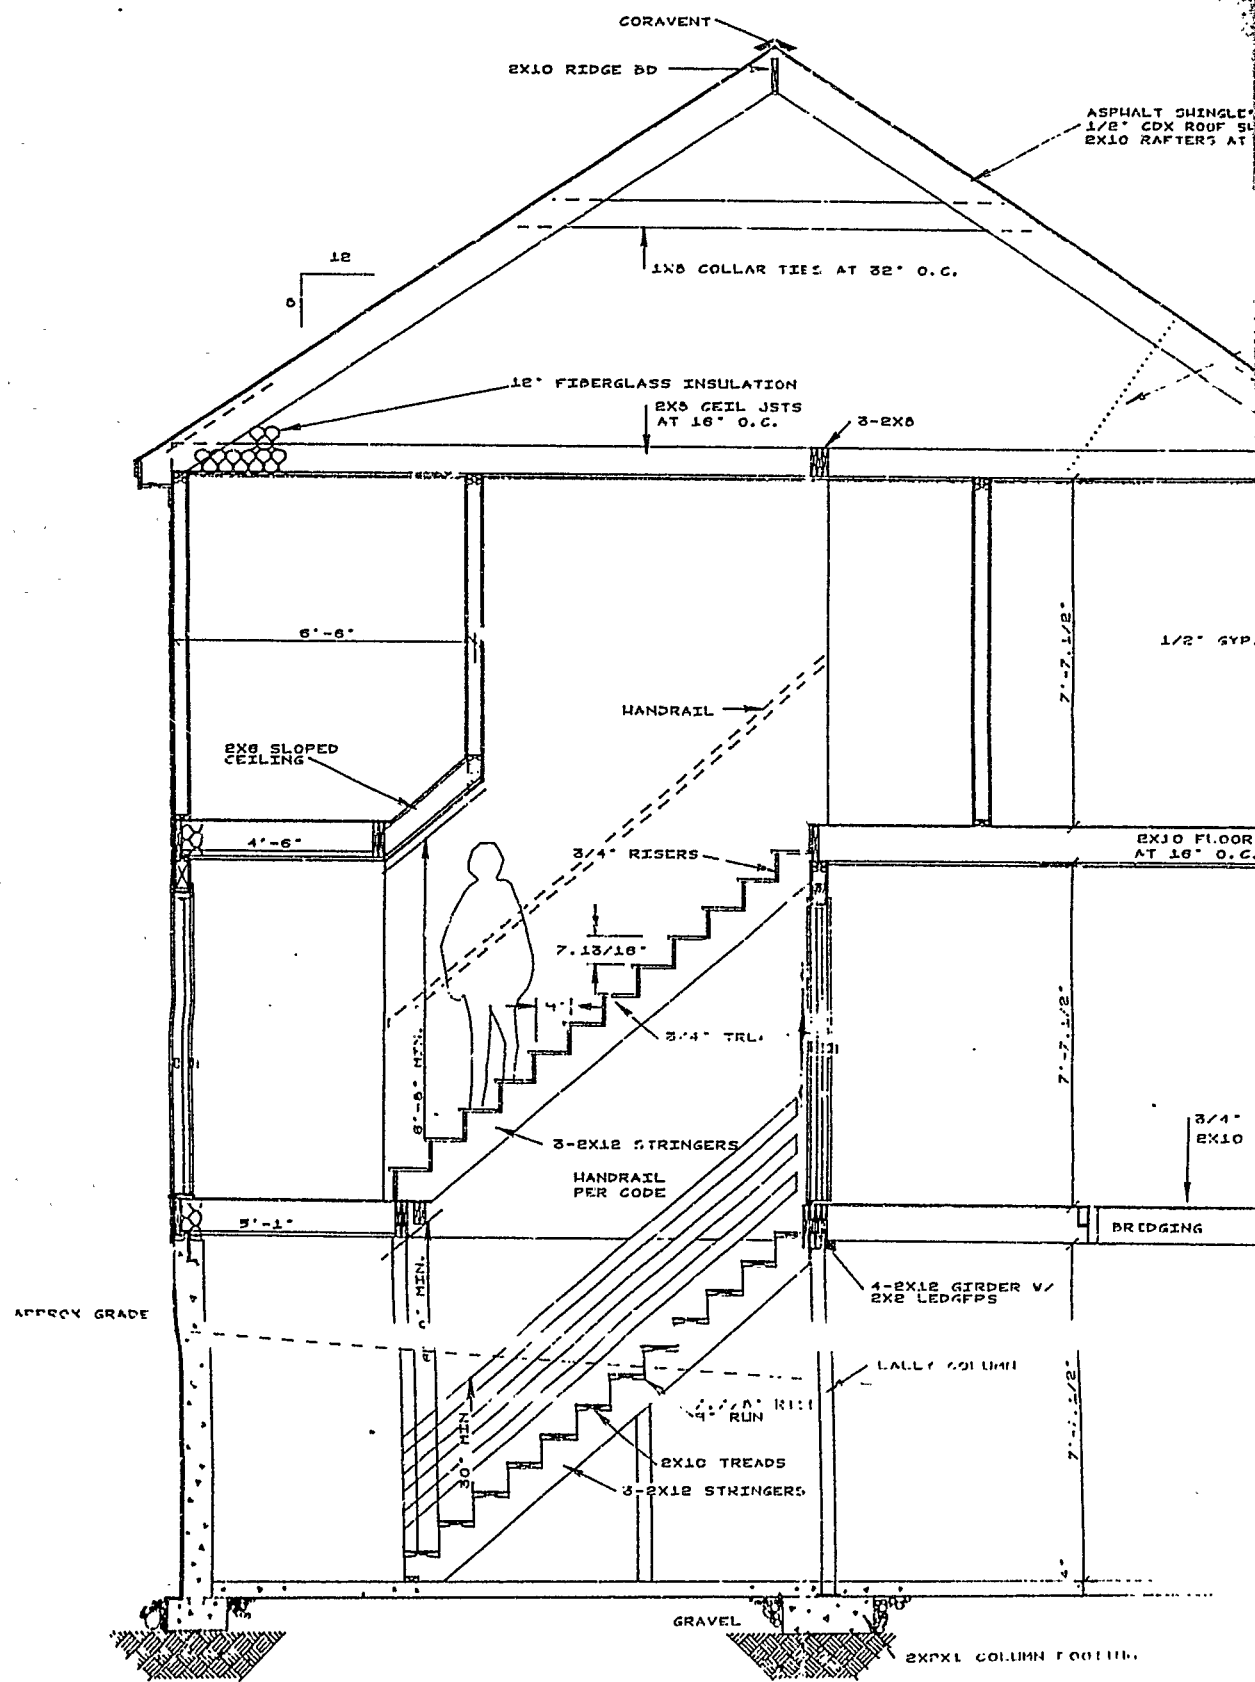 CORAVENT
2X10 RIDGE BD
ASPHALT SHINGLE
1/2" CDX ROOF
2X10 RAFTERS AT
12
8
1X8 COLLAR TIES AT 32" O.C.
12" FIBERGLASS INSULATION
2X8 CEIL JSTS
AT 16" O.C.
3-2X8
6'-6"
7'-7.1/2"
1/2" GYP.
HANDRAIL
2X8 SLOPED
CEILING
4'-6"
3/4" RISERS
2X10 FLOOR
AT 16" O.C.
7.13/16"
3/4"
6'-8" MIN.
7'-7.1/2"
3-2X12 STRINGERS
HANDRAIL
PER CODE
3/4"
2X10
5'-1"
BRIDGING
MIN.
4-2X12 GIRDER W/
2X2 LEDGERS
APPROX GRADE
LALLY COLUMN
9" RUN
30" MIN
2X10 TREADS
3-2X12 STRINGERS
4"
GRAVEL
COLUMN FOOTING